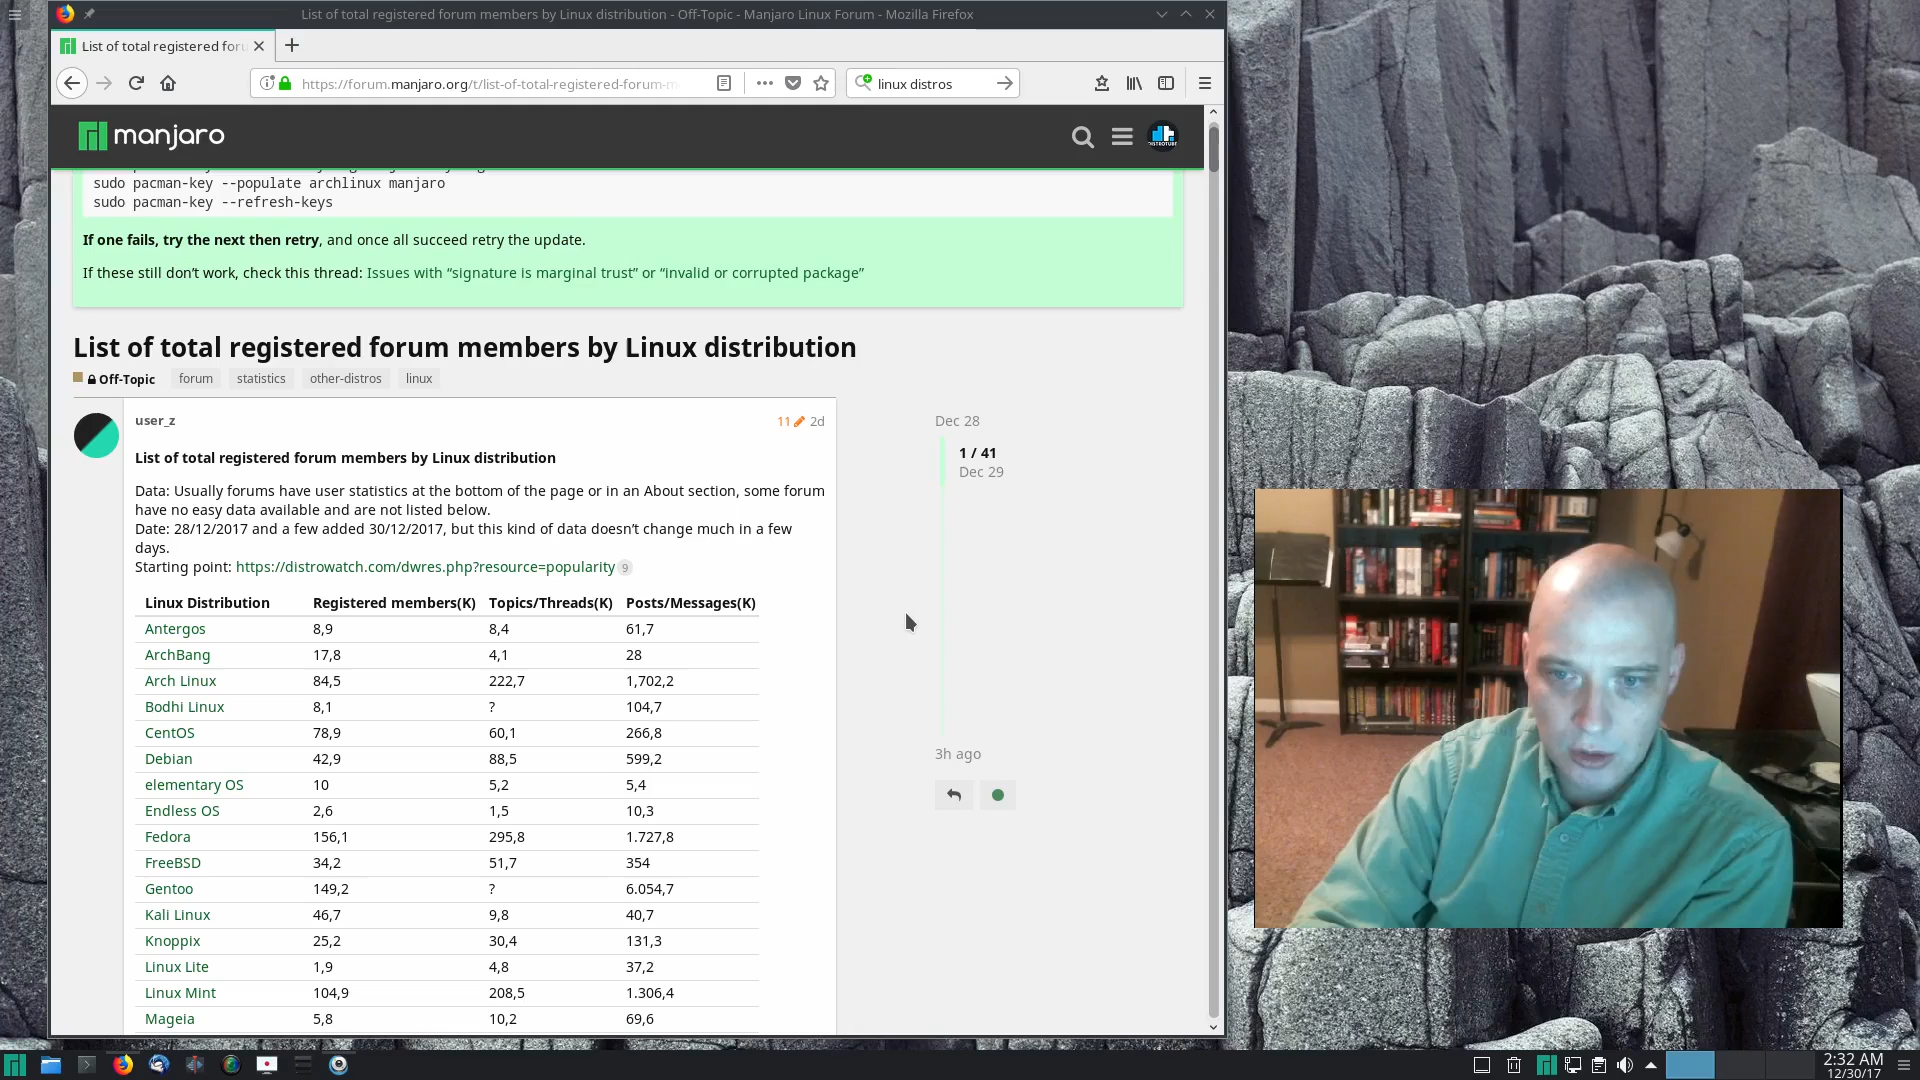 List of total registered forum members by Linux distribution - Off-Topic - Manjaro Linux Forum - Mozilla Firefox
List of total registered foru
https://forum.manjaro.org/t/list-of-total-registered-forum-m
linux distros
manjaro
DISTROTUBE
sudo pacman-key --populate archlinux manjaro
sudo pacman-key --refresh-keys
If one fails, try the next then retry, and once all succeed retry the update.
If these still don’t work, check this thread: Issues with “signature is marginal trust” or “invalid or corrupted package”
List of total registered forum members by Linux distribution
Off-Topic forum statistics other-distros linux
user_z 11 2d
List of total registered forum members by Linux distribution
Data: Usually forums have user statistics at the bottom of the page or in an About section, some forum
have no easy data available and are not listed below.
Date: 28/12/2017 and a few added 30/12/2017, but this kind of data doesn’t change much in a few
days.
Starting point: https://distrowatch.com/dwres.php?resource=popularity 9
Linux Distribution Registered members(K) Topics/Threads(K) Posts/Messages(K)
Antergos 8,9 8,4 61,7
ArchBang 17,8 4,1 28
Arch Linux 84,5 222,7 1,702,2
Bodhi Linux 8,1 ? 104,7
CentOS 78,9 60,1 266,8
Debian 42,9 88,5 599,2
elementary OS 10 5,2 5,4
Endless OS 2,6 1,5 10,3
Fedora 156,1 295,8 1.727,8
FreeBSD 34,2 51,7 354
Gentoo 149,2 ? 6.054,7
Kali Linux 46,7 9,8 40,7
Knoppix 25,2 30,4 131,3
Linux Lite 1,9 4,8 37,2
Linux Mint 104,9 208,5 1.306,4
Mageia 5,8 10,2 69,6
Dec 28
1 / 41
Dec 29
3h ago
2:32 AM
12/30/17